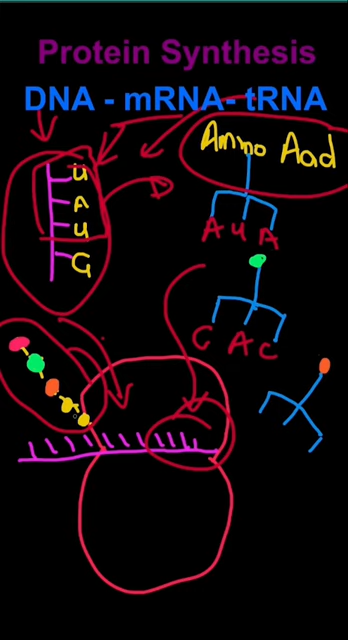 Protein Synthesis
DNA - mRNA- tRNA
Amino Acid
U
A
U
G
A U A
C A C